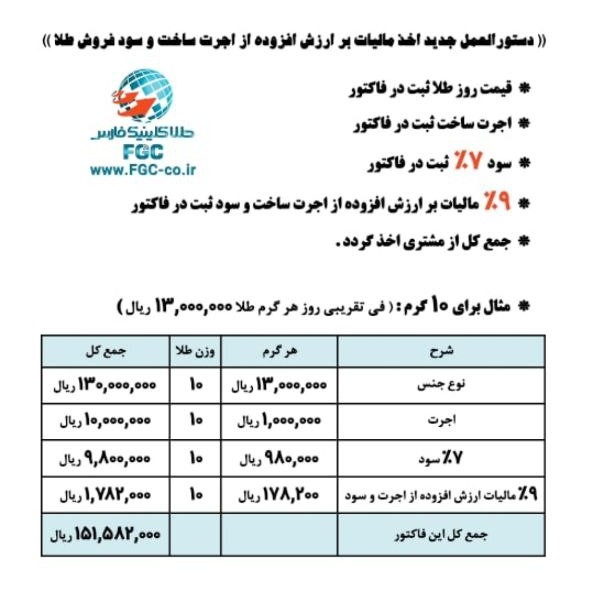 (( دستورالعمل جدید اخذ مالیات بر ارزش افزوده از اجرت ساخت و سود فروش طلا ))
طلاکلینیک فارس
FGC
www.FGC-co.ir
* قیمت روز طلا ثبت در فاکتور
* اجرت ساخت ثبت در فاکتور
* سود ۷٪ ثبت در فاکتور
* ۹٪ مالیات بر ارزش افزوده از اجرت ساخت و سود ثبت در فاکتور
* جمع کل از مشتری اخذ گردد.
* مثال برای ۱۰ گرم : ( فی تقریبی روز هر گرم طلا ۱۳,۰۰۰,۰۰۰ ریال )
شرح هر گرم وزن طلا جمع کل
نوع جنس ۱۳,۰۰۰,۰۰۰ ریال ۱۰ ۱۳۰,۰۰۰,۰۰۰ ریال
اجرت ۱,۰۰۰,۰۰۰ ریال ۱۰ ۱۰,۰۰۰,۰۰۰ ریال
۷٪ سود ۹۸۰,۰۰۰ ریال ۱۰ ۹,۸۰۰,۰۰۰ ریال
۹٪ مالیات ارزش افزوده از اجرت و سود ۱۷۸,۲۰۰ ریال ۱۰ ۱,۷۸۲,۰۰۰ ریال
جمع کل این فاکتور ۱۵۱,۵۸۲,۰۰۰ ریال